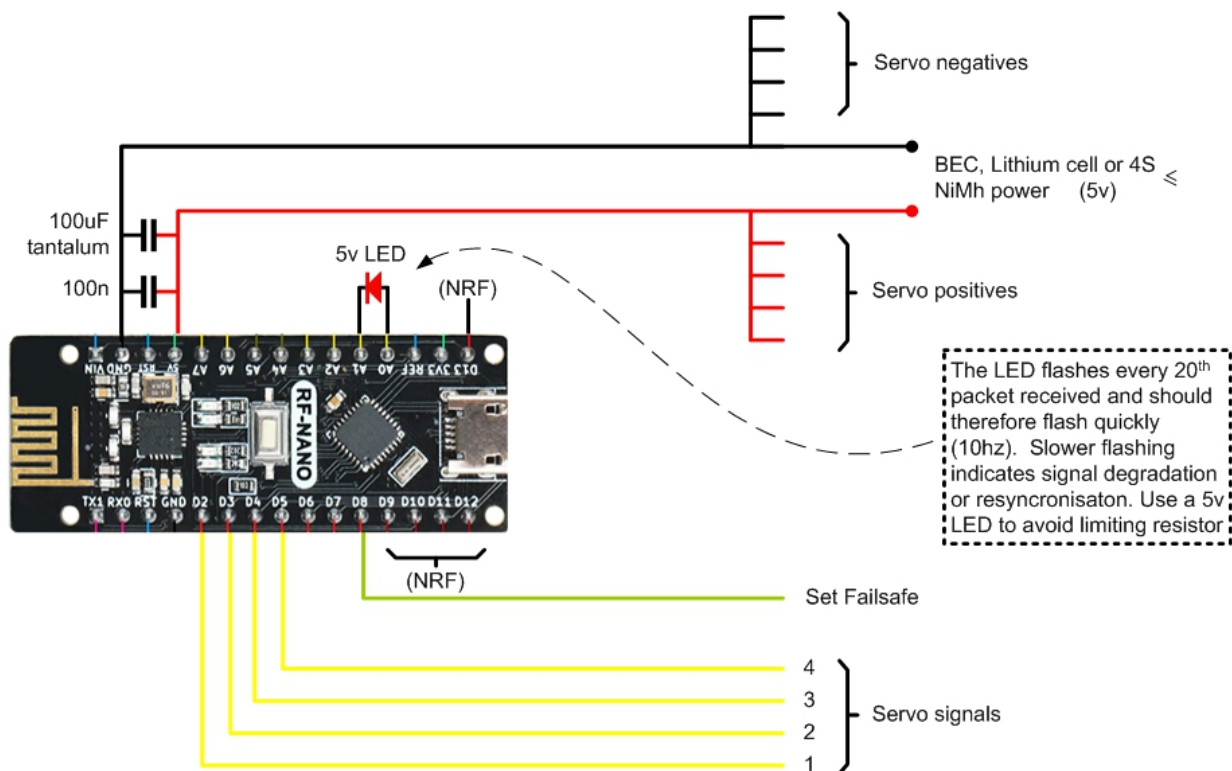 Servo negatives
BEC, Lithium cell or 4S ≤
NiMh power (5v)
100uF
tantalum
5v LED
100n
(NRF)
Servo positives
VIN GND RST 5V A7 A6 A5 A4 A3 A2 A1 A0 REF 3V3 D13
RF-NANO
TX1 RX0 RST GND D2 D3 D4 D5 D6 D7 D8 D9 D10 D11 D12
The LED flashes every 20th
packet received and should
therefore flash quickly
(10hz). Slower flashing
indicates signal degradation
or resyncronisaton. Use a 5v
LED to avoid limiting resistor
(NRF)
Set Failsafe
4
3
Servo signals
2
1